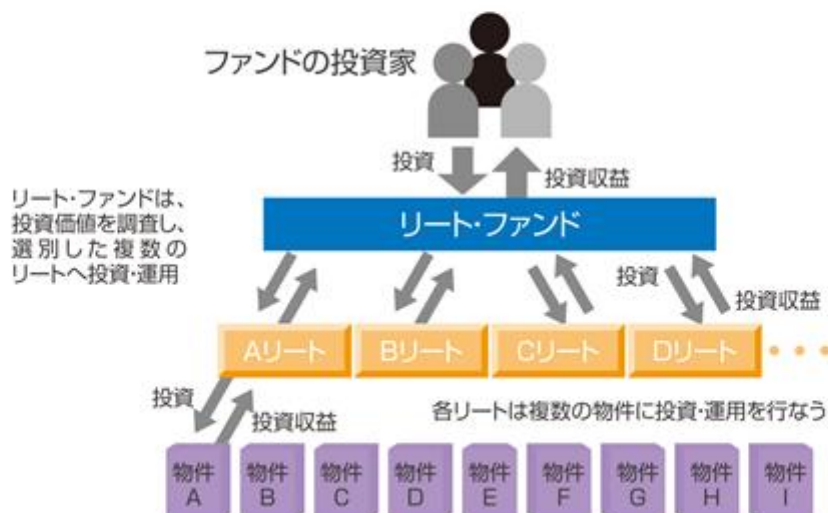 ファンドの投資家
投資
投資収益
リート・ファンドは、
投資価値を調査し、
選別した複数の
リートへ投資・運用
リート・ファンド
投資
投資収益
Aリート
Bリート
Cリート
Dリート
・・・
投資
投資収益
各リートは複数の物件に投資・運用を行なう
物件
A
物件
B
物件
C
物件
D
物件
E
物件
F
物件
G
物件
H
物件
I